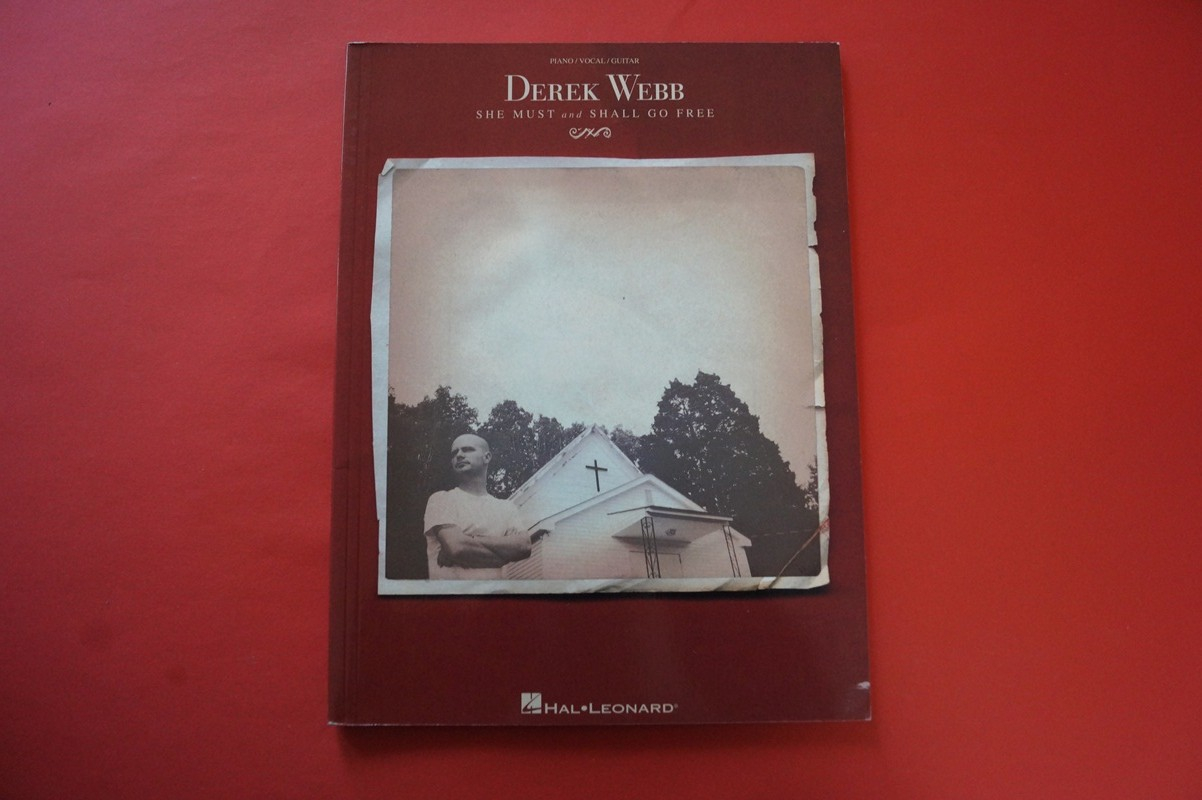 PIANO/VOCAL/GUITAR
DEREK WEBB
SHE MUST and SHALL GO FREE
HAL•LEONARD®